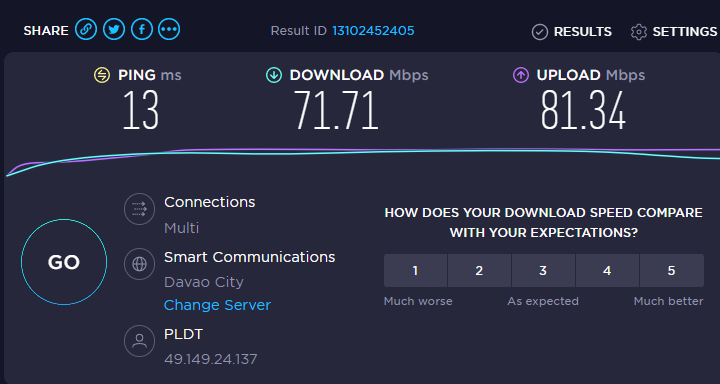 SHARE
Result ID 13102452405
RESULTS
SETTINGS
PING ms
13
DOWNLOAD Mbps
71.71
UPLOAD Mbps
81.34
GO
Connections
Multi
Smart Communications
Davao City
Change Server
PLDT
49.149.24.137
HOW DOES YOUR DOWNLOAD SPEED COMPARE
WITH YOUR EXPECTATIONS?
1 2 3 4 5
Much worse As expected Much better